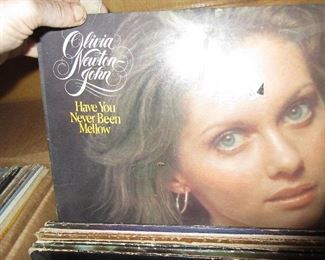 Olivia
Newton-
John
Have You
Never Been
Mellow